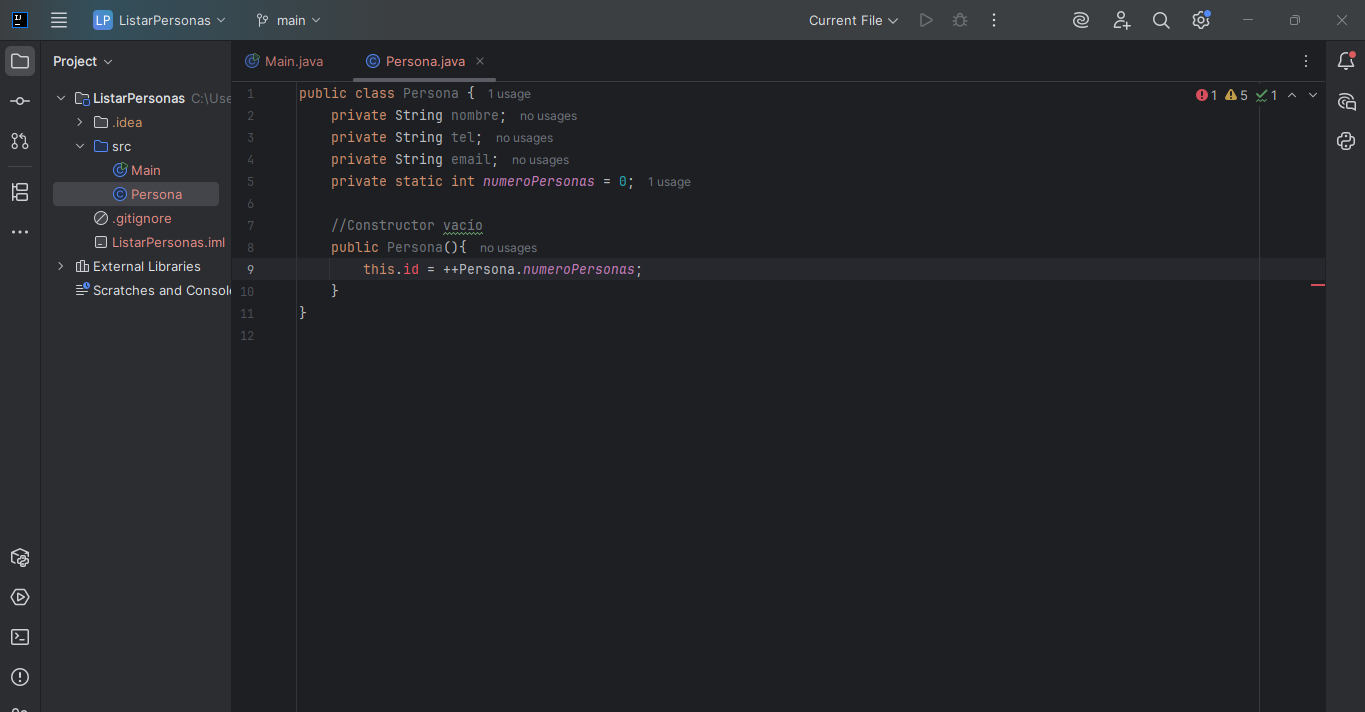 LP ListarPersonas main Current File
Project
Main.java Persona.java
ListarPersonas C:\Use
.idea
src
Main
Persona
.gitignore
ListarPersonas.iml
External Libraries
Scratches and Consol
1 5 1
1 public class Persona { 1 usage
2 private String nombre; no usages
3 private String tel; no usages
4 private String email; no usages
5 private static int numeroPersonas = 0; 1 usage
6
7 //Constructor vacio
8 public Persona(){ no usages
9 this.id = ++Persona.numeroPersonas;
10 }
11 }
12